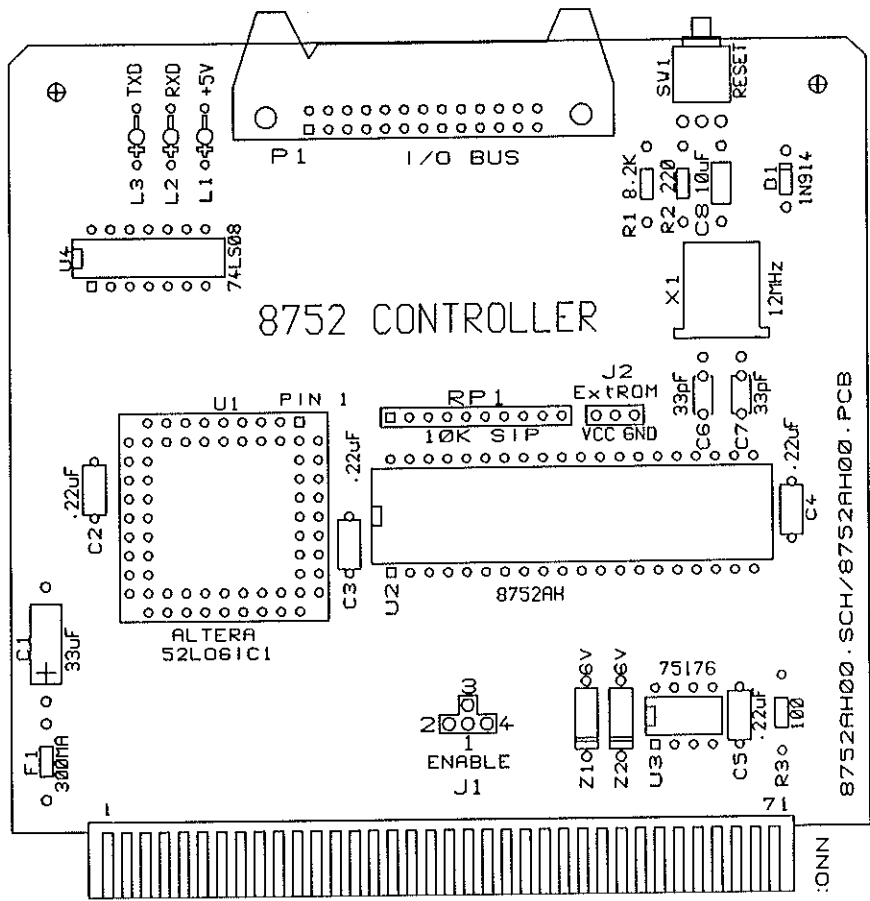 TXD
RXD
+5V
L3
L2
L1
P1
I/O BUS
SW1
RESET
R1
8.2K
R2
220
C8
10uF
D1
1N914
U4
74LS08
8752 CONTROLLER
X1
12MHz
33pF
C6
33pF
C7
J2
ExtROM
VCC GND
RP1
10K SIP
U1
PIN 1
.22uF
C2
.22uF
C3
.22uF
C4
U2
8752AH
ALTERA
52LOGIC1
C1
+
33uF
F1
300MA
3
2
4
1
ENABLE
J1
6V
Z1
6V
Z2
75176
U3
.22uF
C5
100
R3
8752AH00.SCH/8752AH00.PCB
1
71
:ONN